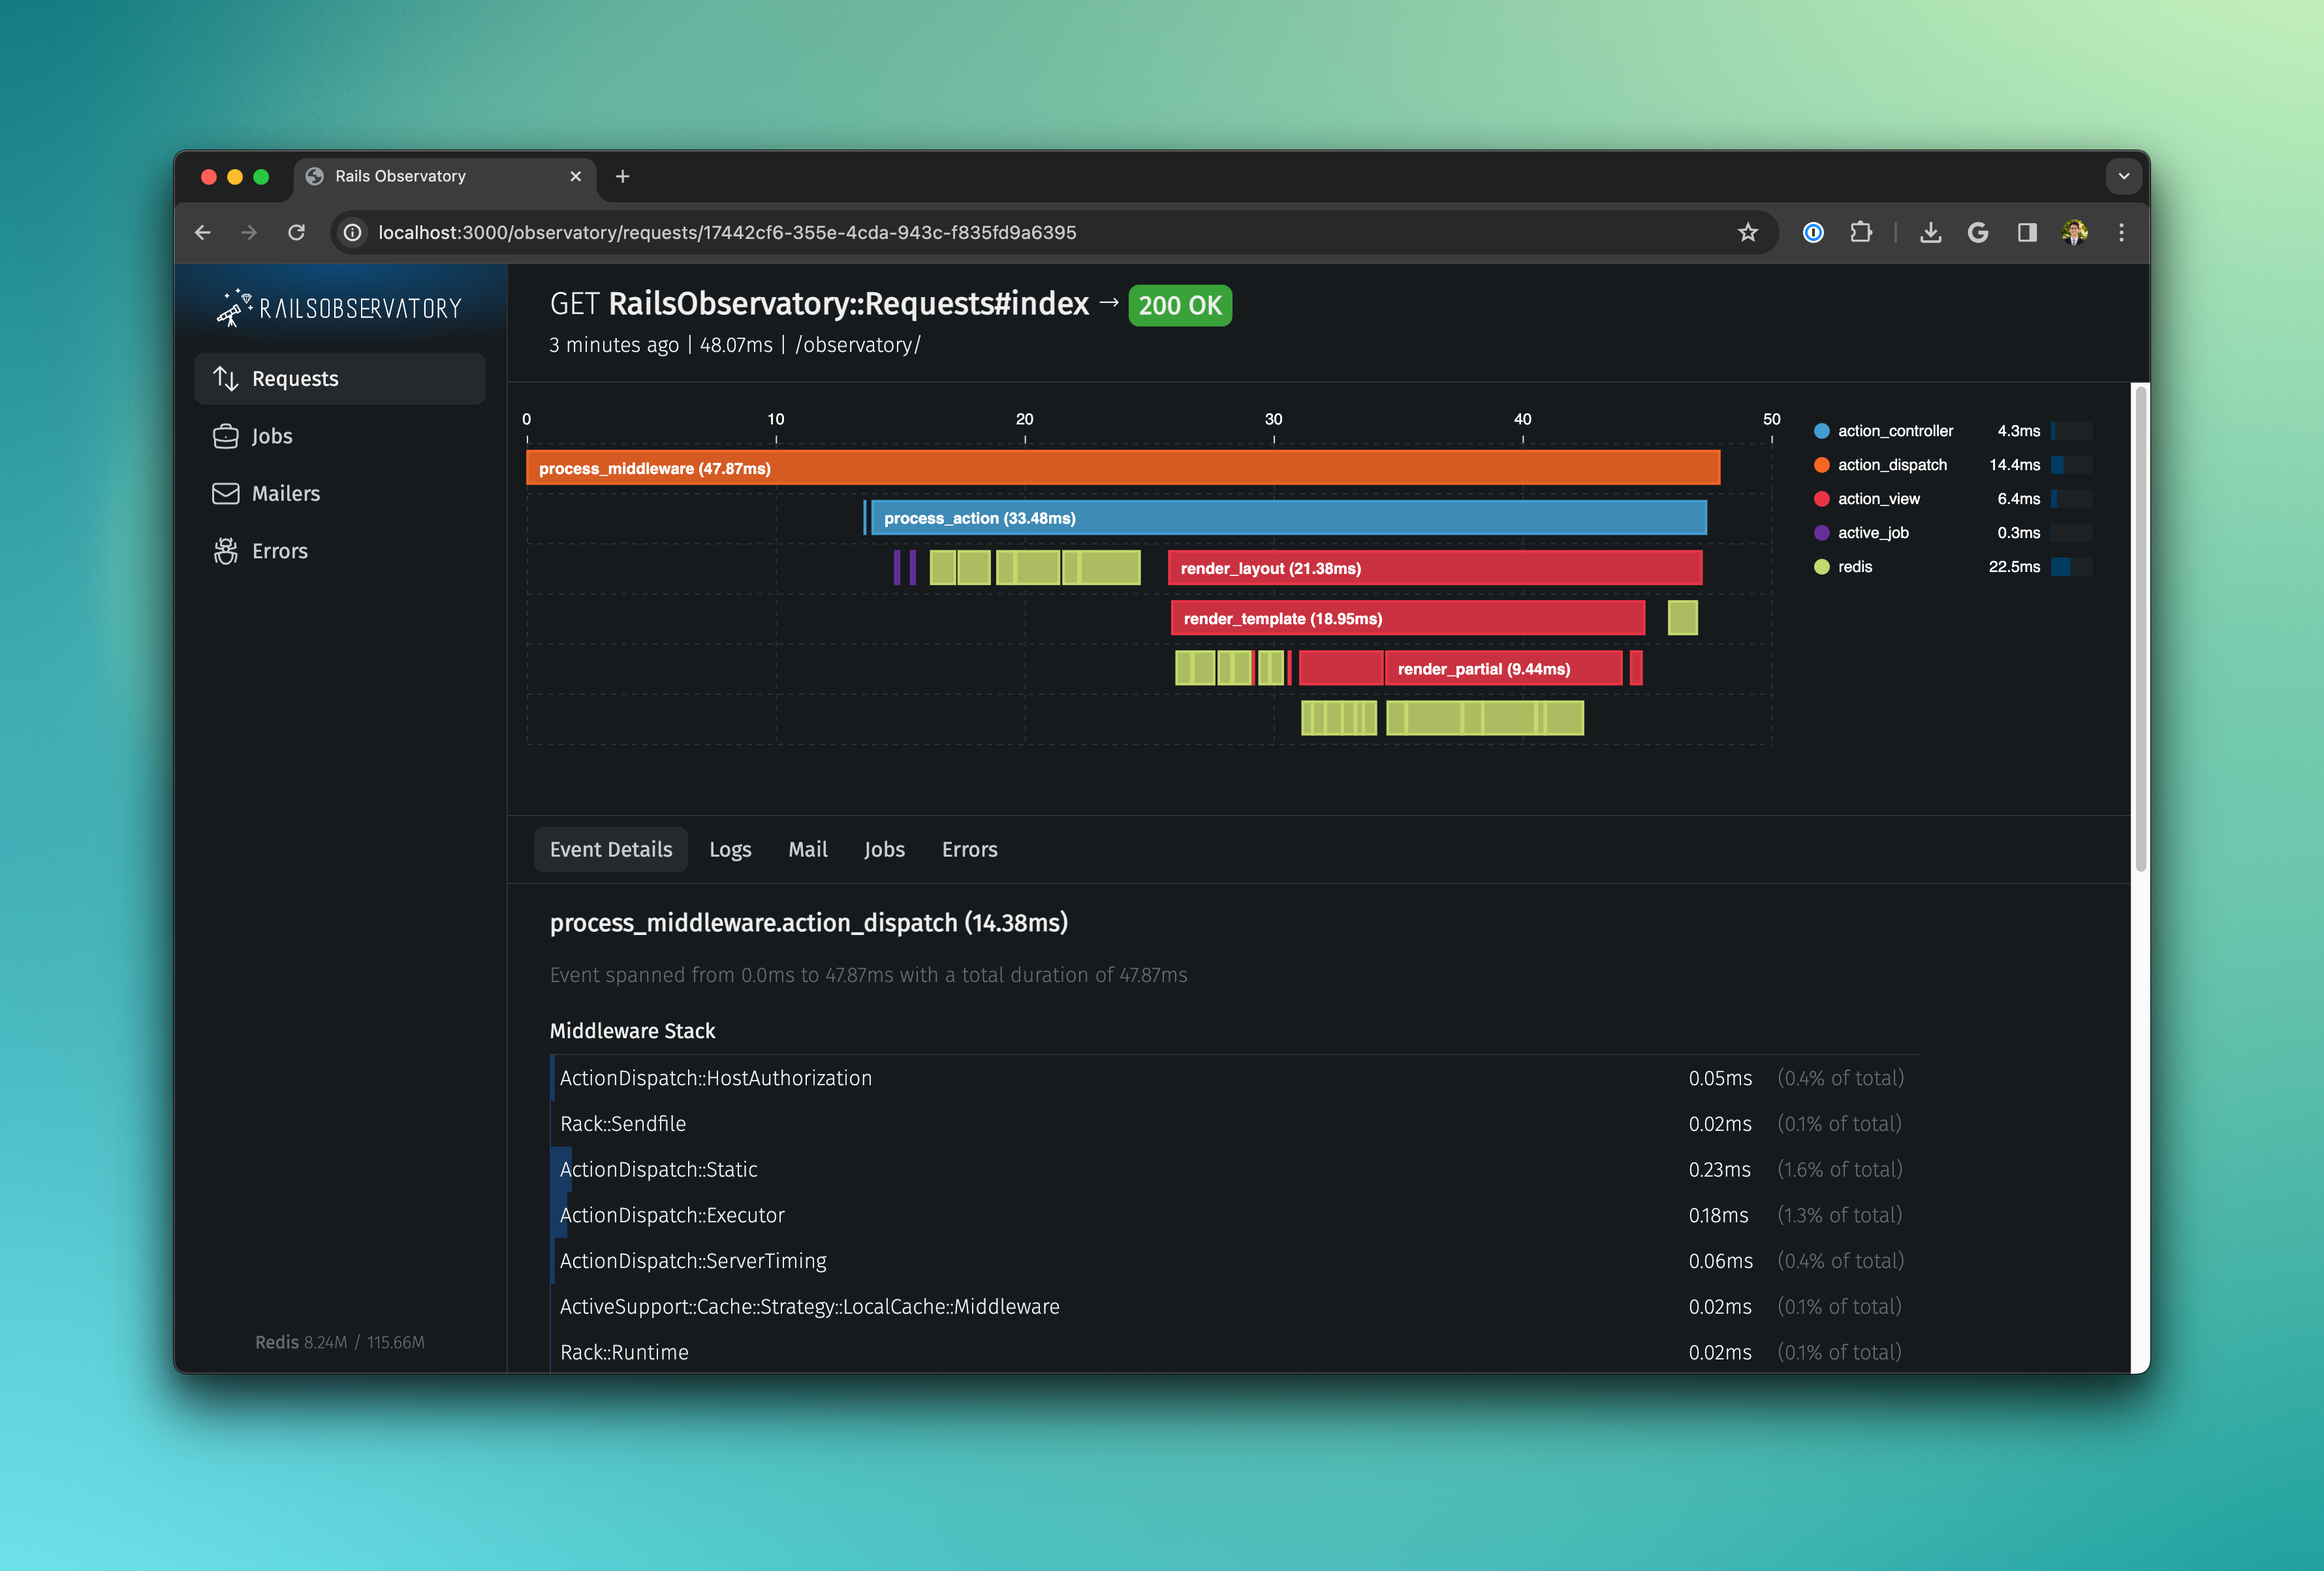 Rails Observatory
localhost:3000/observatory/requests/17442cf6-355e-4cda-943c-f835fd9a6395
RAILSOBSERVATORY
Requests
Jobs
Mailers
Errors
Redis 8.24M / 115.66M
GET RailsObservatory::Requests#index → 200 OK
3 minutes ago | 48.07ms | /observatory/
0 10 20 30 40 50
process_middleware (47.87ms)
process_action (33.48ms)
render_layout (21.38ms)
render_template (18.95ms)
render_partial (9.44ms)
action_controller 4.3ms
action_dispatch 14.4ms
action_view 6.4ms
active_job 0.3ms
redis 22.5ms
Event Details Logs Mail Jobs Errors
process_middleware.action_dispatch (14.38ms)
Event spanned from 0.0ms to 47.87ms with a total duration of 47.87ms
Middleware Stack
ActionDispatch::HostAuthorization 0.05ms (0.4% of total)
Rack::Sendfile 0.02ms (0.1% of total)
ActionDispatch::Static 0.23ms (1.6% of total)
ActionDispatch::Executor 0.18ms (1.3% of total)
ActionDispatch::ServerTiming 0.06ms (0.4% of total)
ActiveSupport::Cache::Strategy::LocalCache::Middleware 0.02ms (0.1% of total)
Rack::Runtime 0.02ms (0.1% of total)